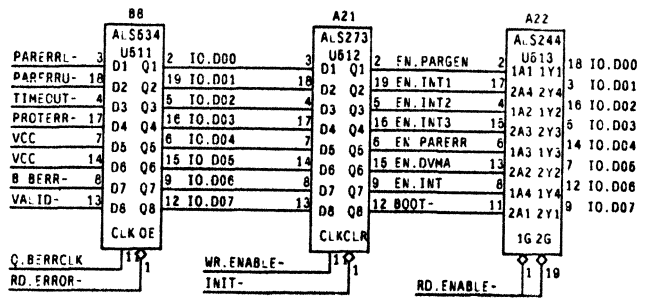 B8 A21 A22
ALS534 ALS273 ALS244
U511 U512 U513
PARERRL- 3 D1 Q1 2 IO.D00 3 D1 Q1 2 EN.PARGEN 2 1A1 1Y1 18 IO.D00
PARERRU- 18 D2 Q2 19 IO.D01 18 D2 Q2 19 EN.INT1 17 2A4 2Y4 3 IO.D01
TIMEOUT- 4 D3 Q3 5 IO.D02 4 D3 Q3 5 EN.INT2 4 1A2 1Y2 16 IO.D02
PROTERR- 17 D4 Q4 16 IO.D03 17 D4 Q4 16 EN.INT3 15 2A3 2Y3 5 IO.D03
VCC 7 D5 Q5 6 IO.D04 7 D5 Q5 6 EN PARERR 6 1A3 1Y3 14 IO.D04
VCC 14 D6 Q6 15 IO.D05 14 D6 Q6 15 EN.DVMA 13 2A2 2Y2 7 IO.D05
B BERR- 8 D7 Q7 9 IO.D06 8 D7 Q7 9 EN.INT 8 1A4 1Y4 12 IO.D06
VALID- 13 D8 Q8 12 IO.D07 13 D8 Q8 12 BOOT- 11 2A1 2Y1 9 IO.D07
CLK OE CLK CLR 1G 2G
Q.BERRCLK 11 WR.ENABLE- 11 1 19
RD.ERROR- 1 INIT- 1 RD.ENABLE-